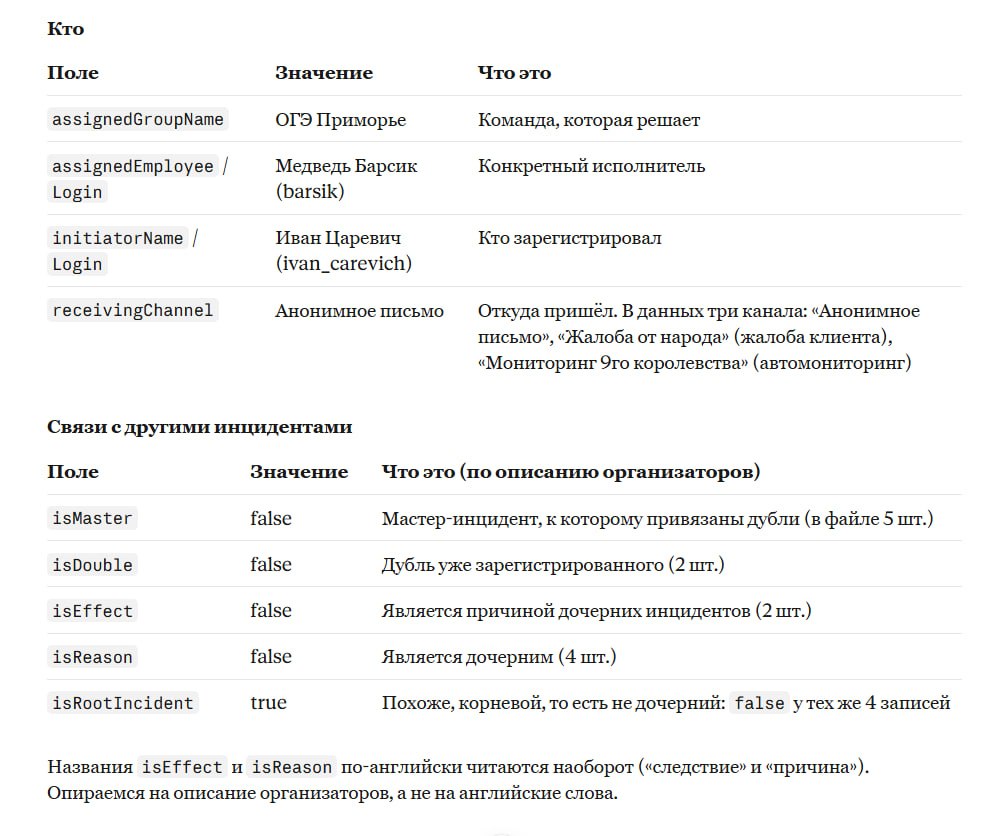 Кто
Поле Значение Что это
assignedGroupName ОГЭ Приморье Команда, которая решает
assignedEmployee / Медведь Барсик Конкретный исполнитель
Login (barsik)
initiatorName / Иван Царевич Кто зарегистрировал
Login (ivan_carevich)
receivingChannel Анонимное письмо Откуда пришёл. В данных три канала: «Анонимное
письмо», «Жалоба от народа» (жалоба клиента),
«Мониторинг 9го королевства» (автомониторинг)
Связи с другими инцидентами
Поле Значение Что это (по описанию организаторов)
isMaster false Мастер-инцидент, к которому привязаны дубли (в файле 5 шт.)
isDouble false Дубль уже зарегистрированного (2 шт.)
isEffect false Является причиной дочерних инцидентов (2 шт.)
isReason false Является дочерним (4 шт.)
isRootIncident true Похоже, корневой, то есть не дочерний: false у тех же 4 записей
Названия isEffect и isReason по-английски читаются наоборот («следствие» и «причина»).
Опираемся на описание организаторов, а не на английские слова.